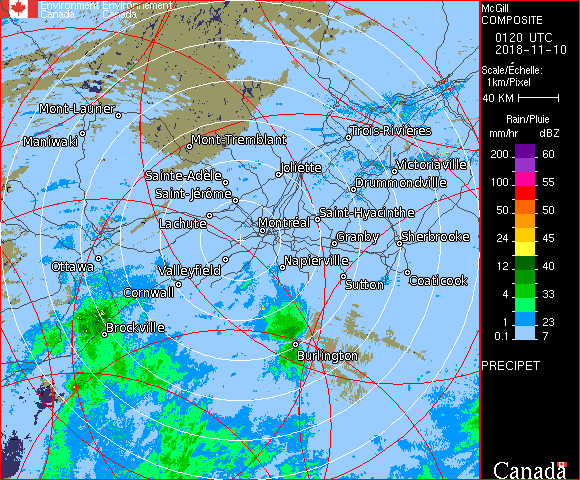 Environment Environnement
Canada Canada
Mont-Laurier
Maniwaki
Mont-Tremblant
Trois-Rivières
Sainte-Adèle
Joliette
Victoriaville
Saint-Jérôme
Drummondville
Lachute
Montréal
Saint-Hyacinthe
Granby
Sherbrooke
Ottawa
Valleyfield
Napierville
Cornwall
Sutton
Coaticook
Brockville
Burlington
McGill
COMPOSITE
0120 UTC
2018-11-10
Scale/Échelle:
1km/Pixel
40 KM
Rain/Pluie
mm/hr dBZ
200 60
100 55
50 50
24 45
12 40
4 33
1 23
0.1 7
PRECIPET
Canada